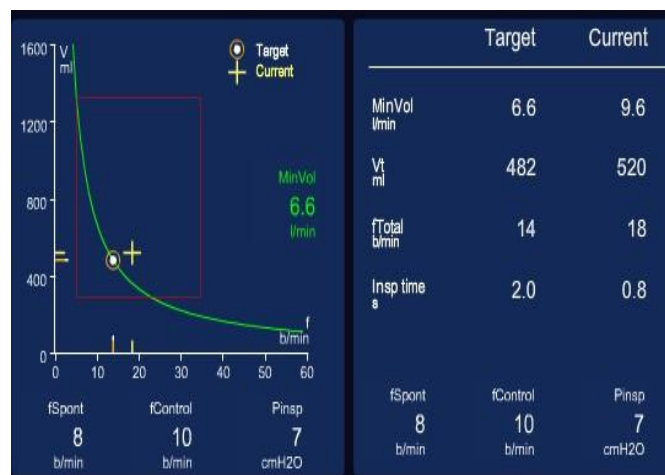 1600 V
ml
Target
Current
1200
MinVol
800
6.6
l/min
400
f
b/min
0
0 10 20 30 40 50 60
fSpont fControl Pinsp
8 10 7
b/min b/min cmH2O
Target Current
MinVol 6.6 9.6
l/min
Vt 482 520
ml
fTotal 14 18
b/min
Insp time 2.0 0.8
s
fSpont fControl Pinsp
8 10 7
b/min b/min cmH2O